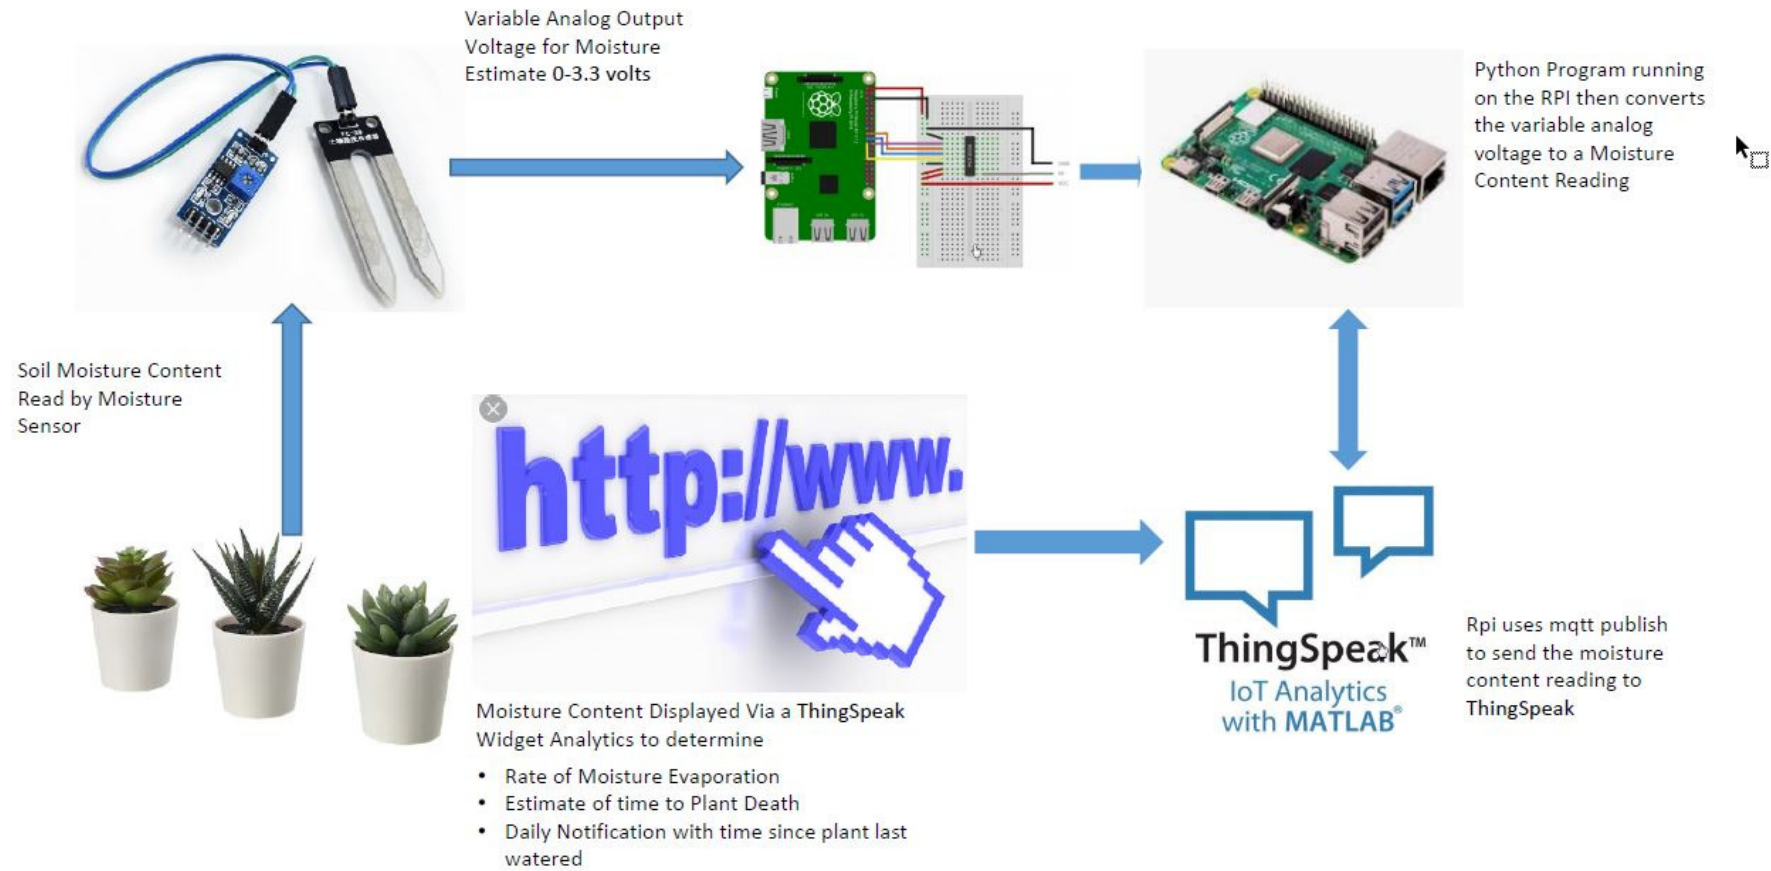 Variable Analog Output
Voltage for Moisture
Estimate 0-3.3 volts
Python Program running
on the RPI then converts
the variable analog
voltage to a Moisture
Content Reading
Soil Moisture Content
Read by Moisture
Sensor
http://www.
ThingSpeak™
IoT Analytics
with MATLAB®
Rpi uses mqtt publish
to send the moisture
content reading to
ThingSpeak
Moisture Content Displayed Via a ThingSpeak
Widget Analytics to determine
• Rate of Moisture Evaporation
• Estimate of time to Plant Death
• Daily Notification with time since plant last
watered